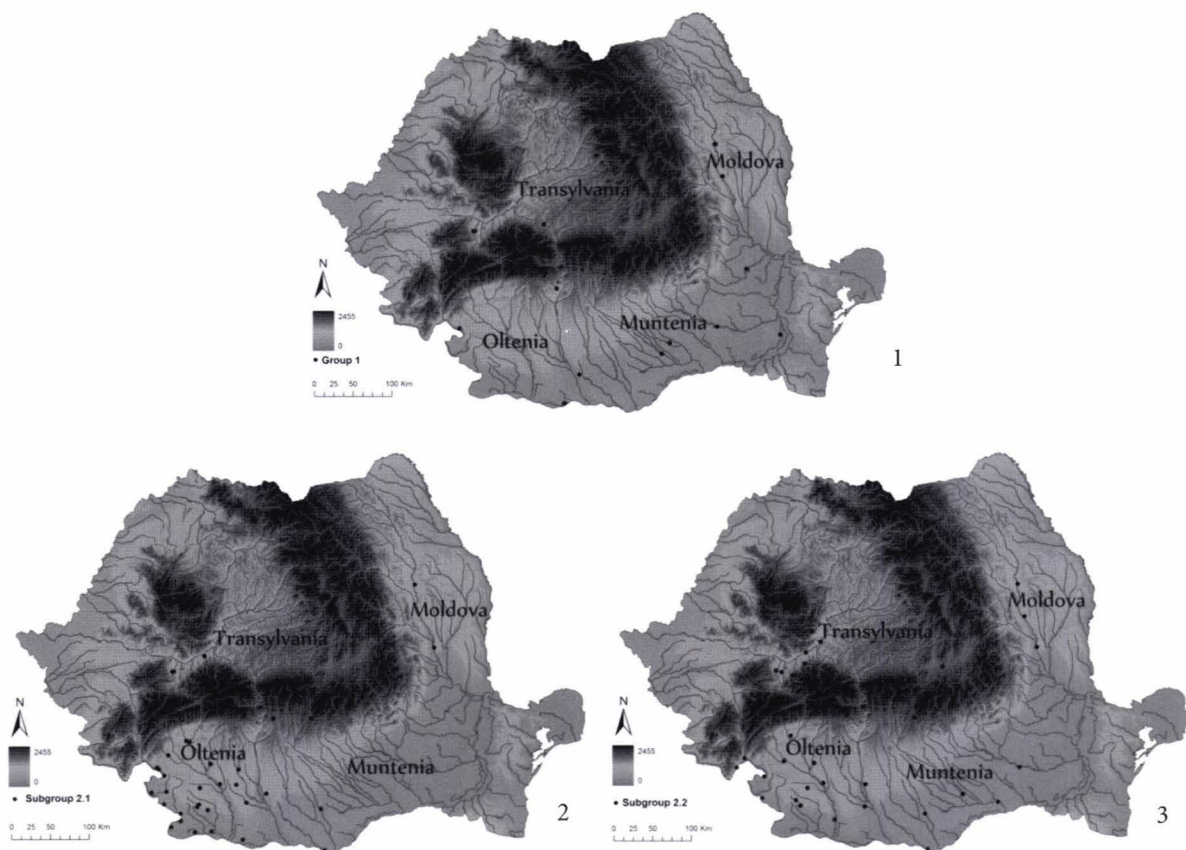 Moldova
Transylvania
N
2455
0
Muntenia
Oltenia
Group 1
0 25 50 100 Km
1
Moldova
Transylvania
N
2455
0
Oltenia
Muntenia
Subgroup 2.1
0 25 50 100 Km
2
Moldova
Transylvania
N
2455
0
Oltenia
Muntenia
Subgroup 2.2
0 25 50 100 Km
3